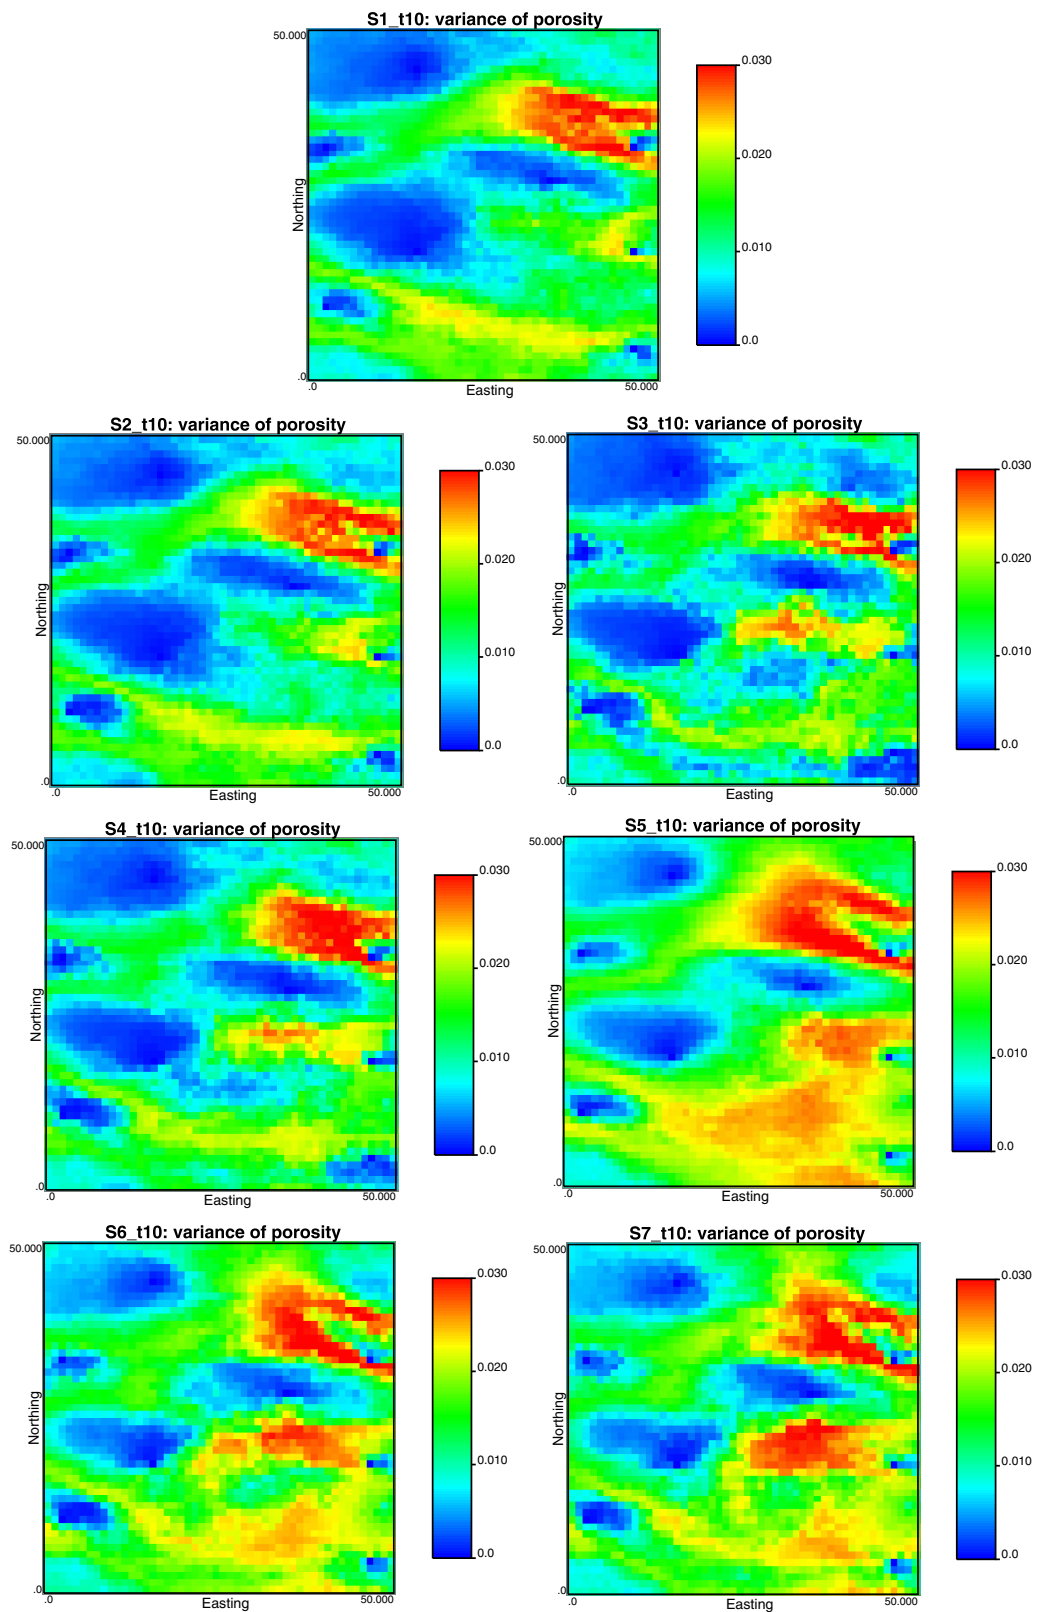 S1_t10: variance of porosity
50.000
0.030
0.020
Northing
0.010
0.0
.0
.0
Easting
50.000
S2_t10: variance of porosity
50.000
0.030
0.020
Northing
0.010
0.0
.0
.0
Easting
50.000
S3_t10: variance of porosity
50.000
0.030
0.020
Northing
0.010
0.0
.0
.0
Easting
50.000
S4_t10: variance of porosity
50.000
0.030
0.020
Northing
0.010
0.0
.0
.0
Easting
50.000
S5_t10: variance of porosity
50.000
0.030
0.020
Northing
0.010
0.0
.0
.0
Easting
50.000
S6_t10: variance of porosity
50.000
0.030
0.020
Northing
0.010
0.0
.0
.0
Easting
50.000
S7_t10: variance of porosity
50.000
0.030
0.020
Northing
0.010
0.0
.0
.0
Easting
50.000